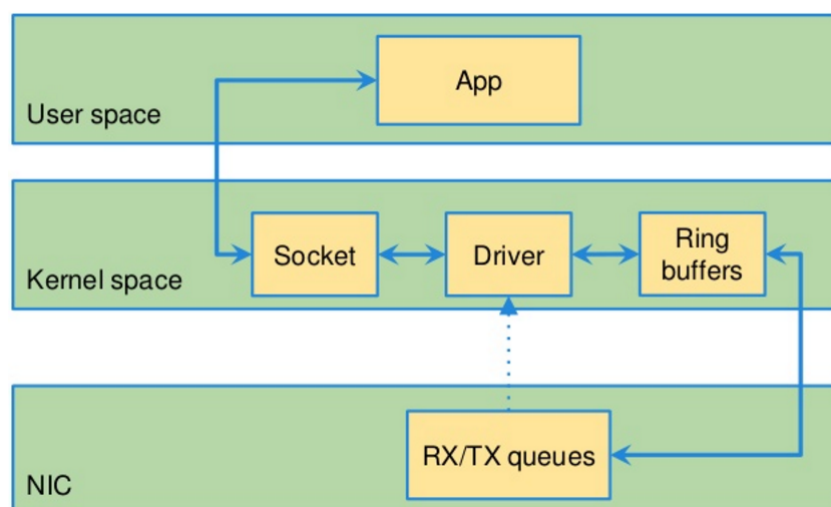 App
User space
Socket
Driver
Ring
buffers
Kernel space
RX/TX queues
NIC